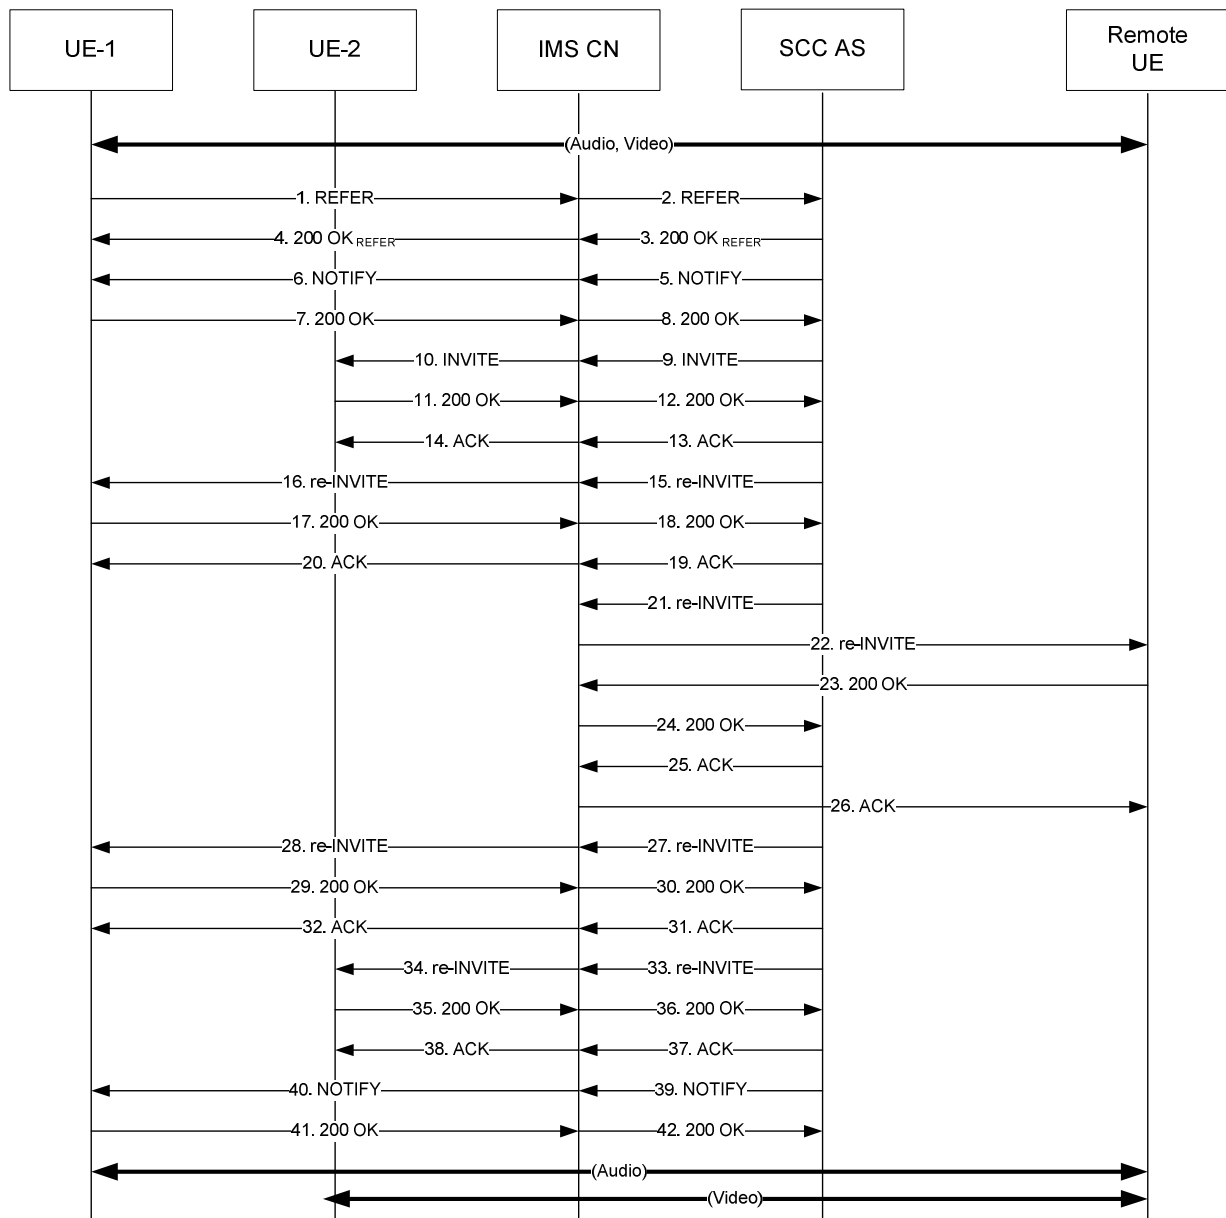 UE-1
UE-2
IMS CN
SCC AS
Remote
UE
(Audio, Video)
1. REFER
2. REFER
4. 200 OK REFER
3. 200 OK REFER
6. NOTIFY
5. NOTIFY
7. 200 OK
8. 200 OK
10. INVITE
9. INVITE
11. 200 OK
12. 200 OK
14. ACK
13. ACK
16. re-INVITE
15. re-INVITE
17. 200 OK
18. 200 OK
20. ACK
19. ACK
21. re-INVITE
22. re-INVITE
23. 200 OK
24. 200 OK
25. ACK
26. ACK
28. re-INVITE
27. re-INVITE
29. 200 OK
30. 200 OK
32. ACK
31. ACK
34. re-INVITE
33. re-INVITE
35. 200 OK
36. 200 OK
38. ACK
37. ACK
40. NOTIFY
39. NOTIFY
41. 200 OK
42. 200 OK
(Audio)
(Video)